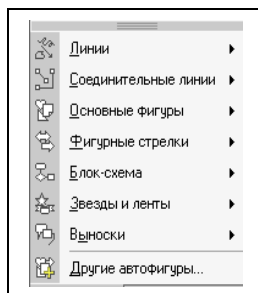 Линии
Соединительные линии
Основные фигуры
Фигурные стрелки
Блок-схема
Звезды и ленты
Выноски
Другие автофигуры...